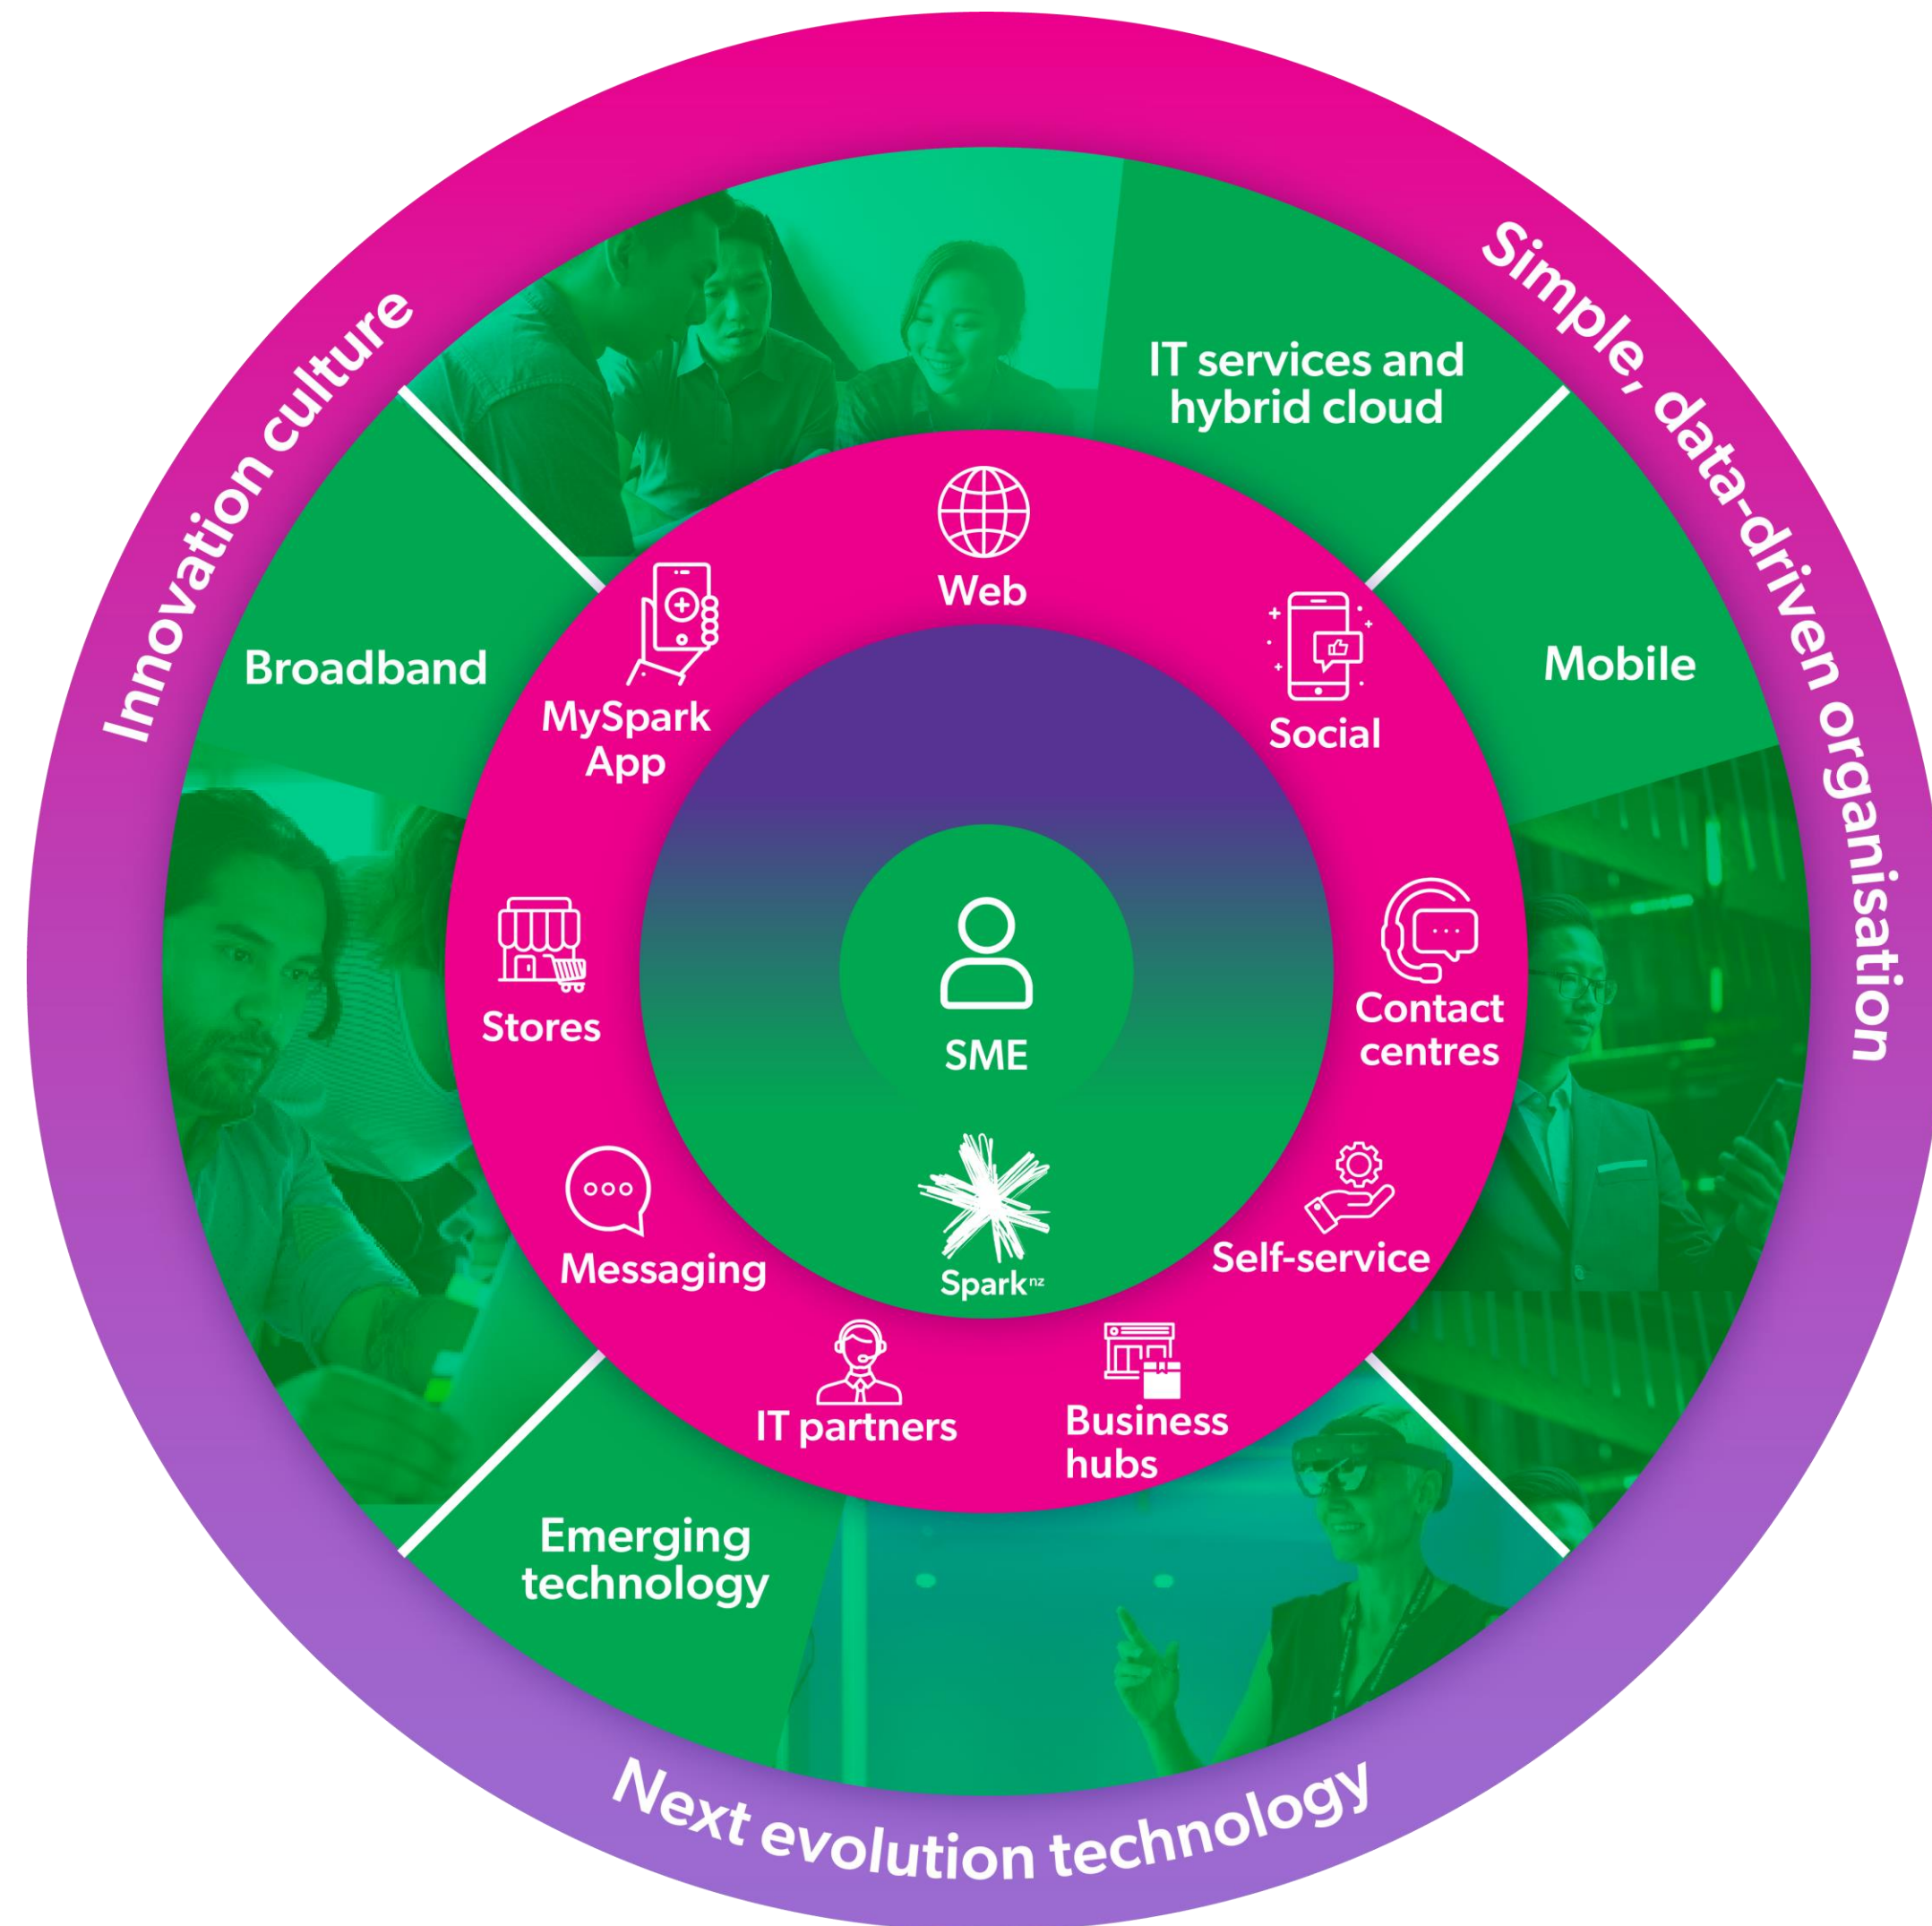 Innovation culture
Simple, data-driven organisation
Next evolution technology
IT services and
hybrid cloud
Mobile
Emerging
technology
Broadband
Web
Social
Contact
centres
Self-service
Business
hubs
IT partners
Messaging
Stores
MySpark
App
SME
Spark nz